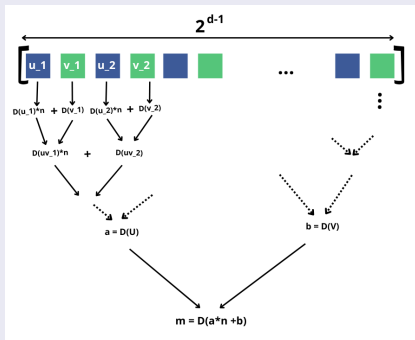 2^{d-1}
[ u_1 v_1 u_2 v_2 ... ]
D(u_1)*n + D(v_1) D(u_2)*n + D(v_2)
D(uv_1)*n + D(uv_2)
a = D(U) b = D(V)
m = D(a*n +b)